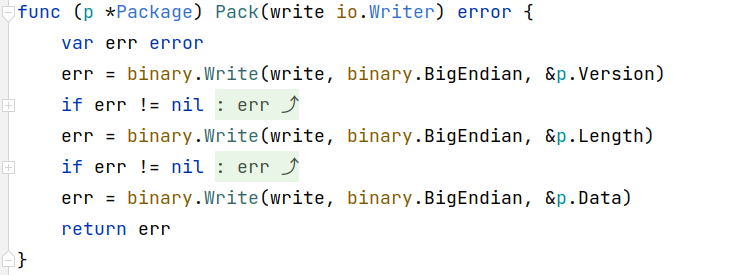 func (p *Package) Pack(write io.Writer) error {
    var err error
    err = binary.Write(write, binary.BigEndian, &p.Version)
    if err != nil : err ⤴
    err = binary.Write(write, binary.BigEndian, &p.Length)
    if err != nil : err ⤴
    err = binary.Write(write, binary.BigEndian, &p.Data)
    return err
}